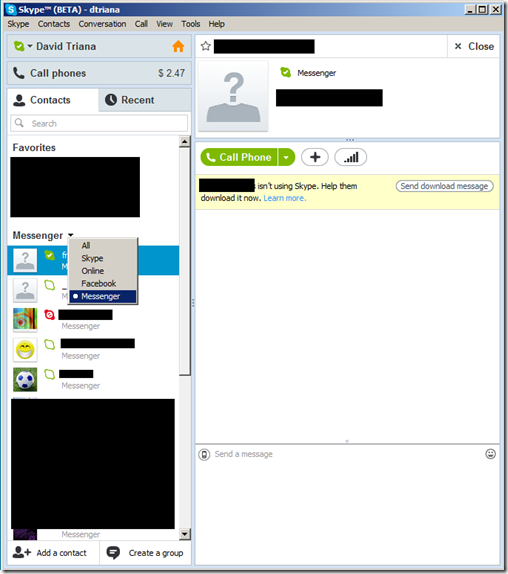 Skype™ (BETA) - dtriana
Skype Contacts Conversation Call View Tools Help
David Triana
Call phones $ 2.47
Contacts Recent
Search
Favorites
Messenger
All
Skype
Online
Facebook
Messenger
Messenger
Messenger
Messenger
Messenger
Add a contact Create a group
Close
Messenger
Call Phone
isn't using Skype. Help them
download it now. Learn more.
Send download message
Send a message